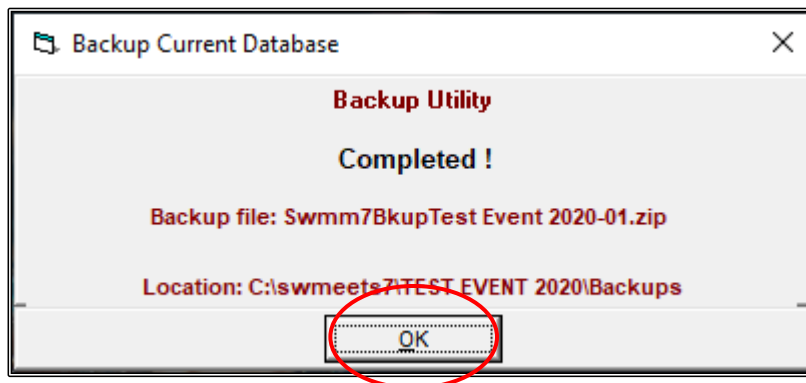 Backup Current Database
Backup Utility
Completed !
Backup file: Swmm7BkupTest Event 2020-01.zip
Location: C:\swmeets7\TEST EVENT 2020\Backups
OK